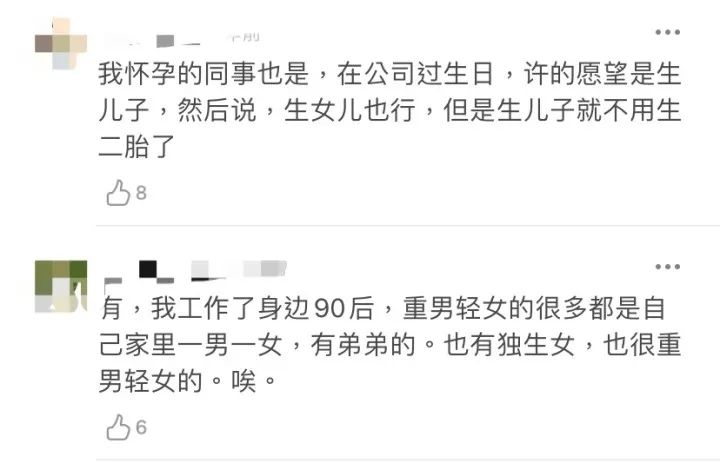 年前
我怀孕的同事也是，在公司过生日，许的愿望是生
儿子，然后说，生女儿也行，但是生儿子就不用生
二胎了
8
有，我工作了身边90后，重男轻女的很多都是自
己家里一男一女，有弟弟的。也有独生女，也很重
男轻女的。唉。
6